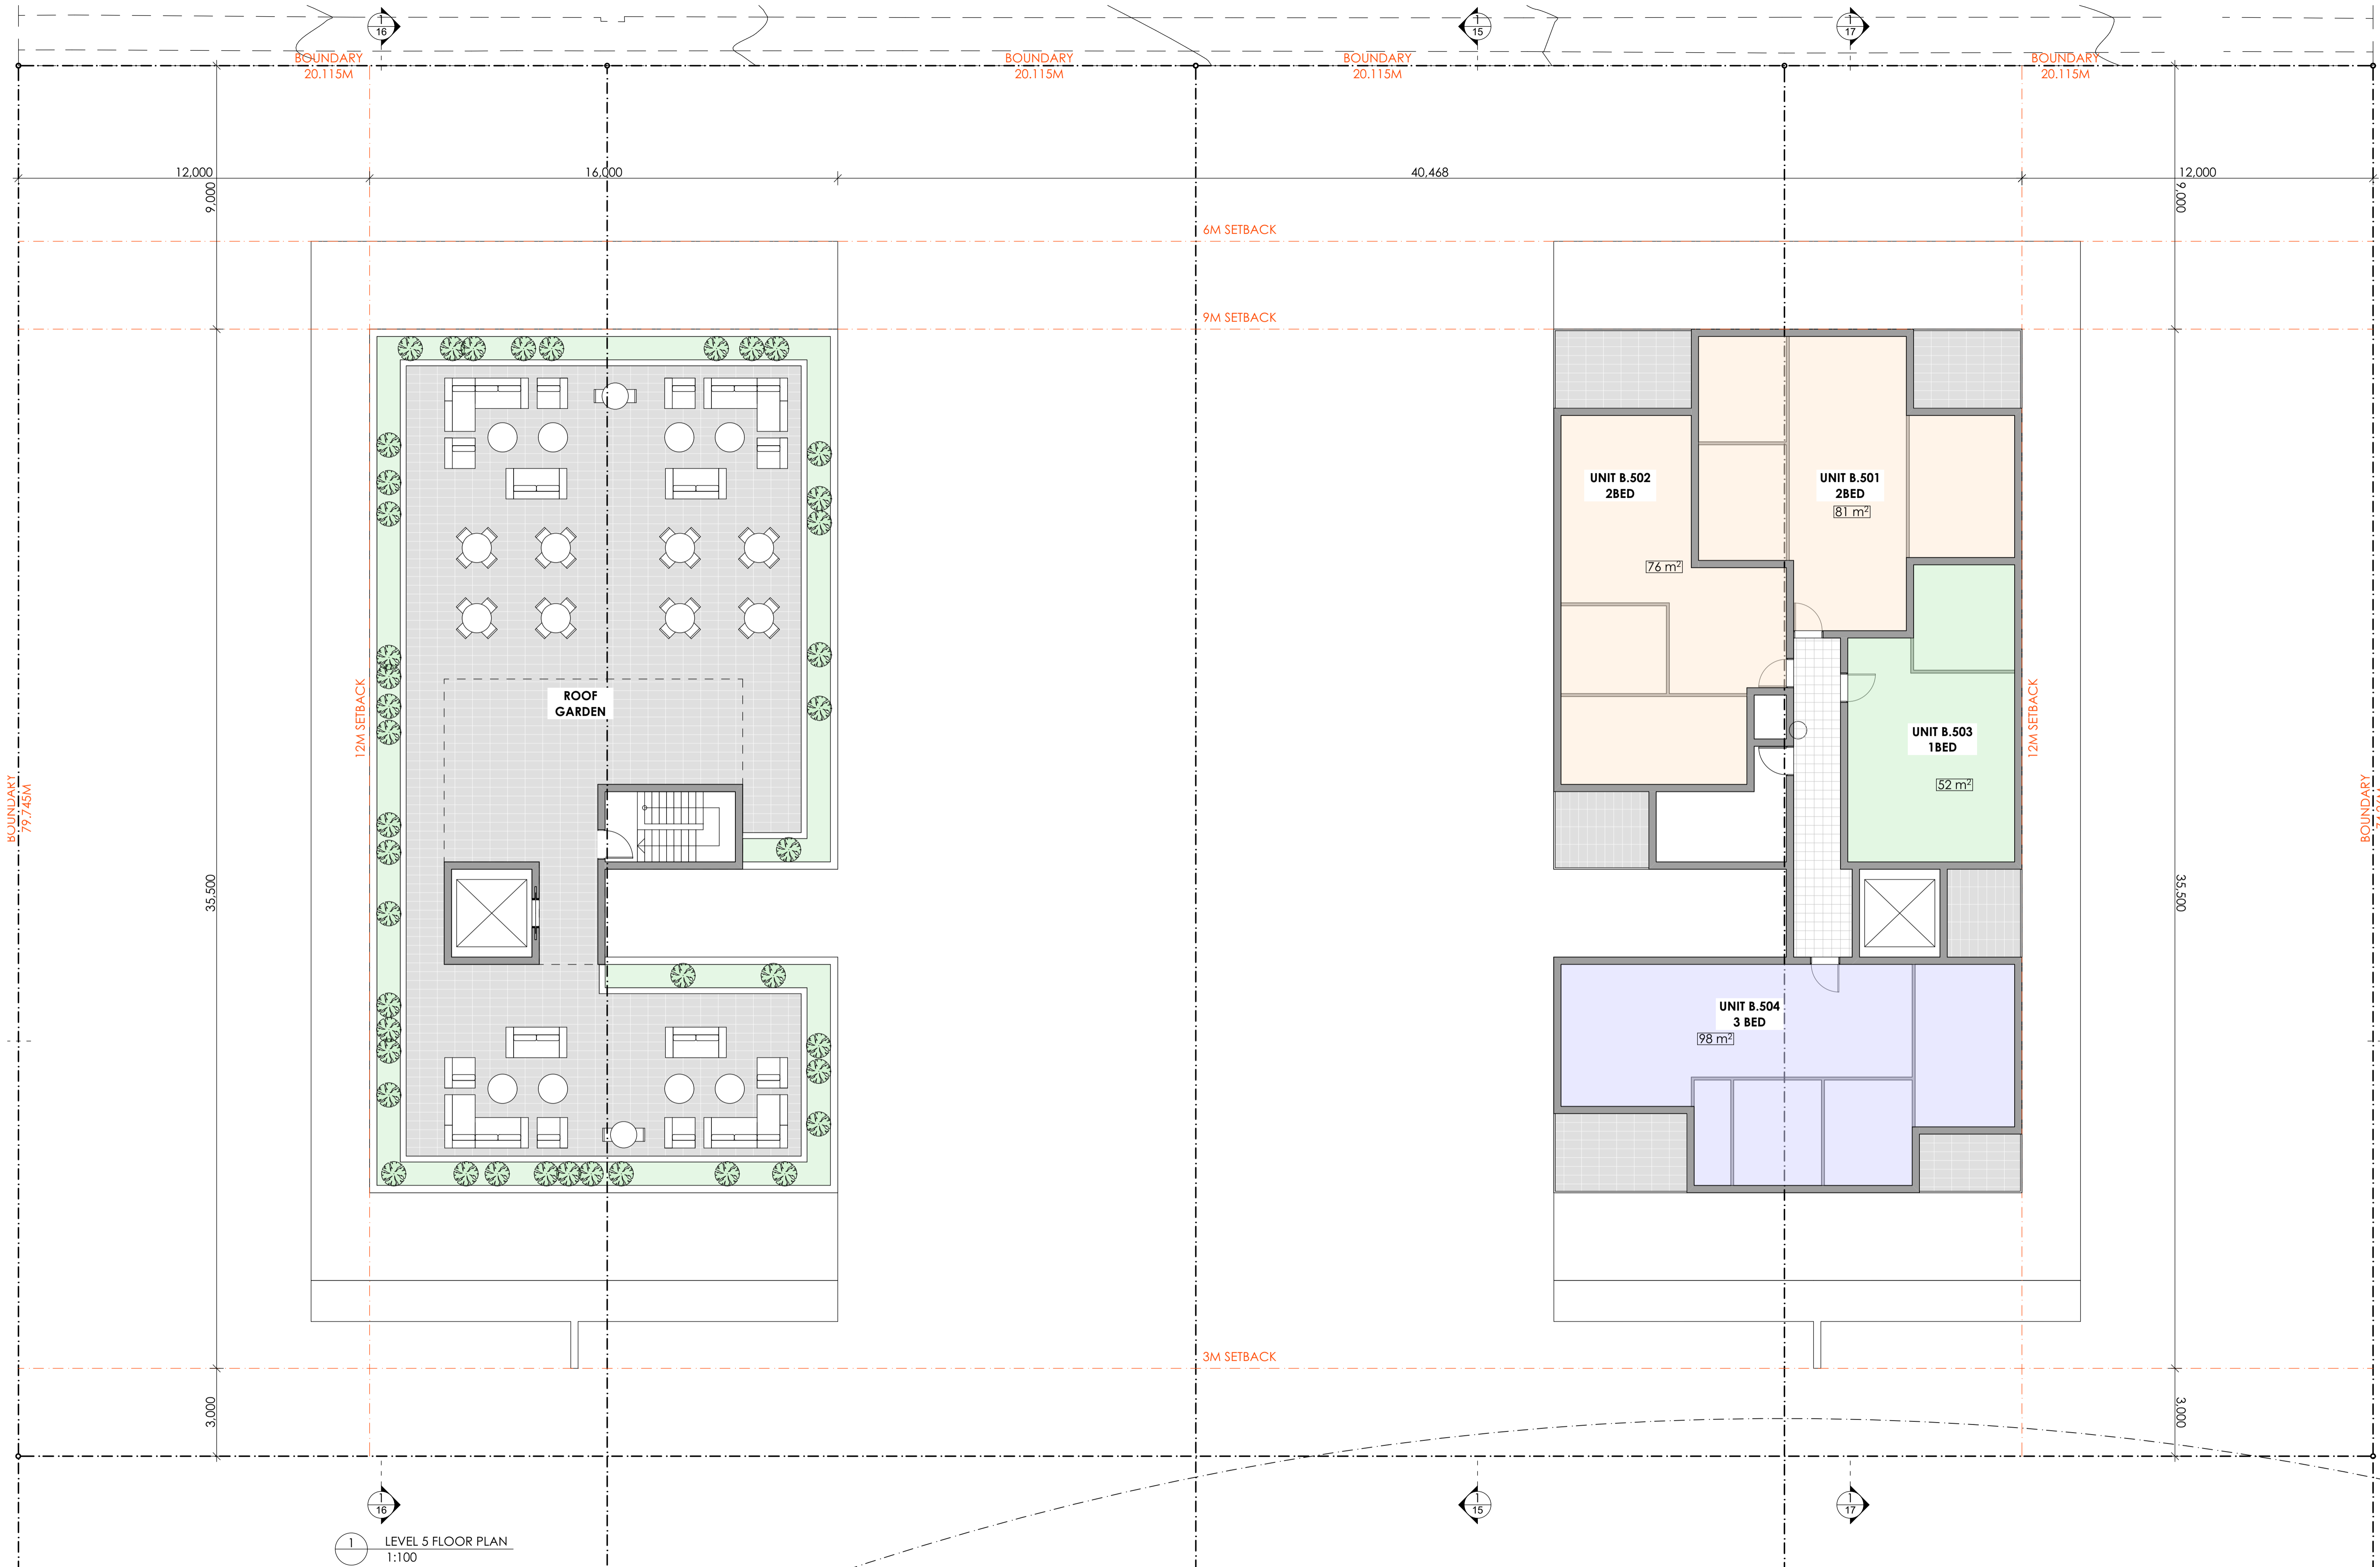 1
16
1
15
1
17
BOUNDARY
20.115M
BOUNDARY
20.115M
BOUNDARY
20.115M
BOUNDARY
20.115M
12,000
16,000
40,468
12,000
9,000
9,000
6M SETBACK
9M SETBACK
UNIT B.502
2BED
76 m²
UNIT B.501
2BED
81 m²
ROOF
GARDEN
12M SETBACK
12M SETBACK
UNIT B.503
1BED
52 m²
BOUNDARY
79.745M
BOUNDARY
35,500
35,500
UNIT B.504
3 BED
98 m²
3M SETBACK
3,000
3,000
1
16
1
15
1
17
1
LEVEL 5 FLOOR PLAN
1:100